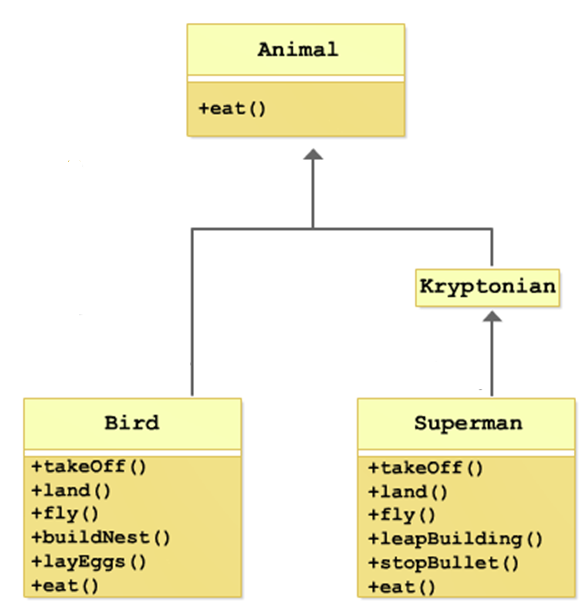 Animal
+eat()
Kryptonian
Bird
+takeOff()
+land()
+fly()
+buildNest()
+layEggs()
+eat()
Superman
+takeOff()
+land()
+fly()
+leapBuilding()
+stopBullet()
+eat()